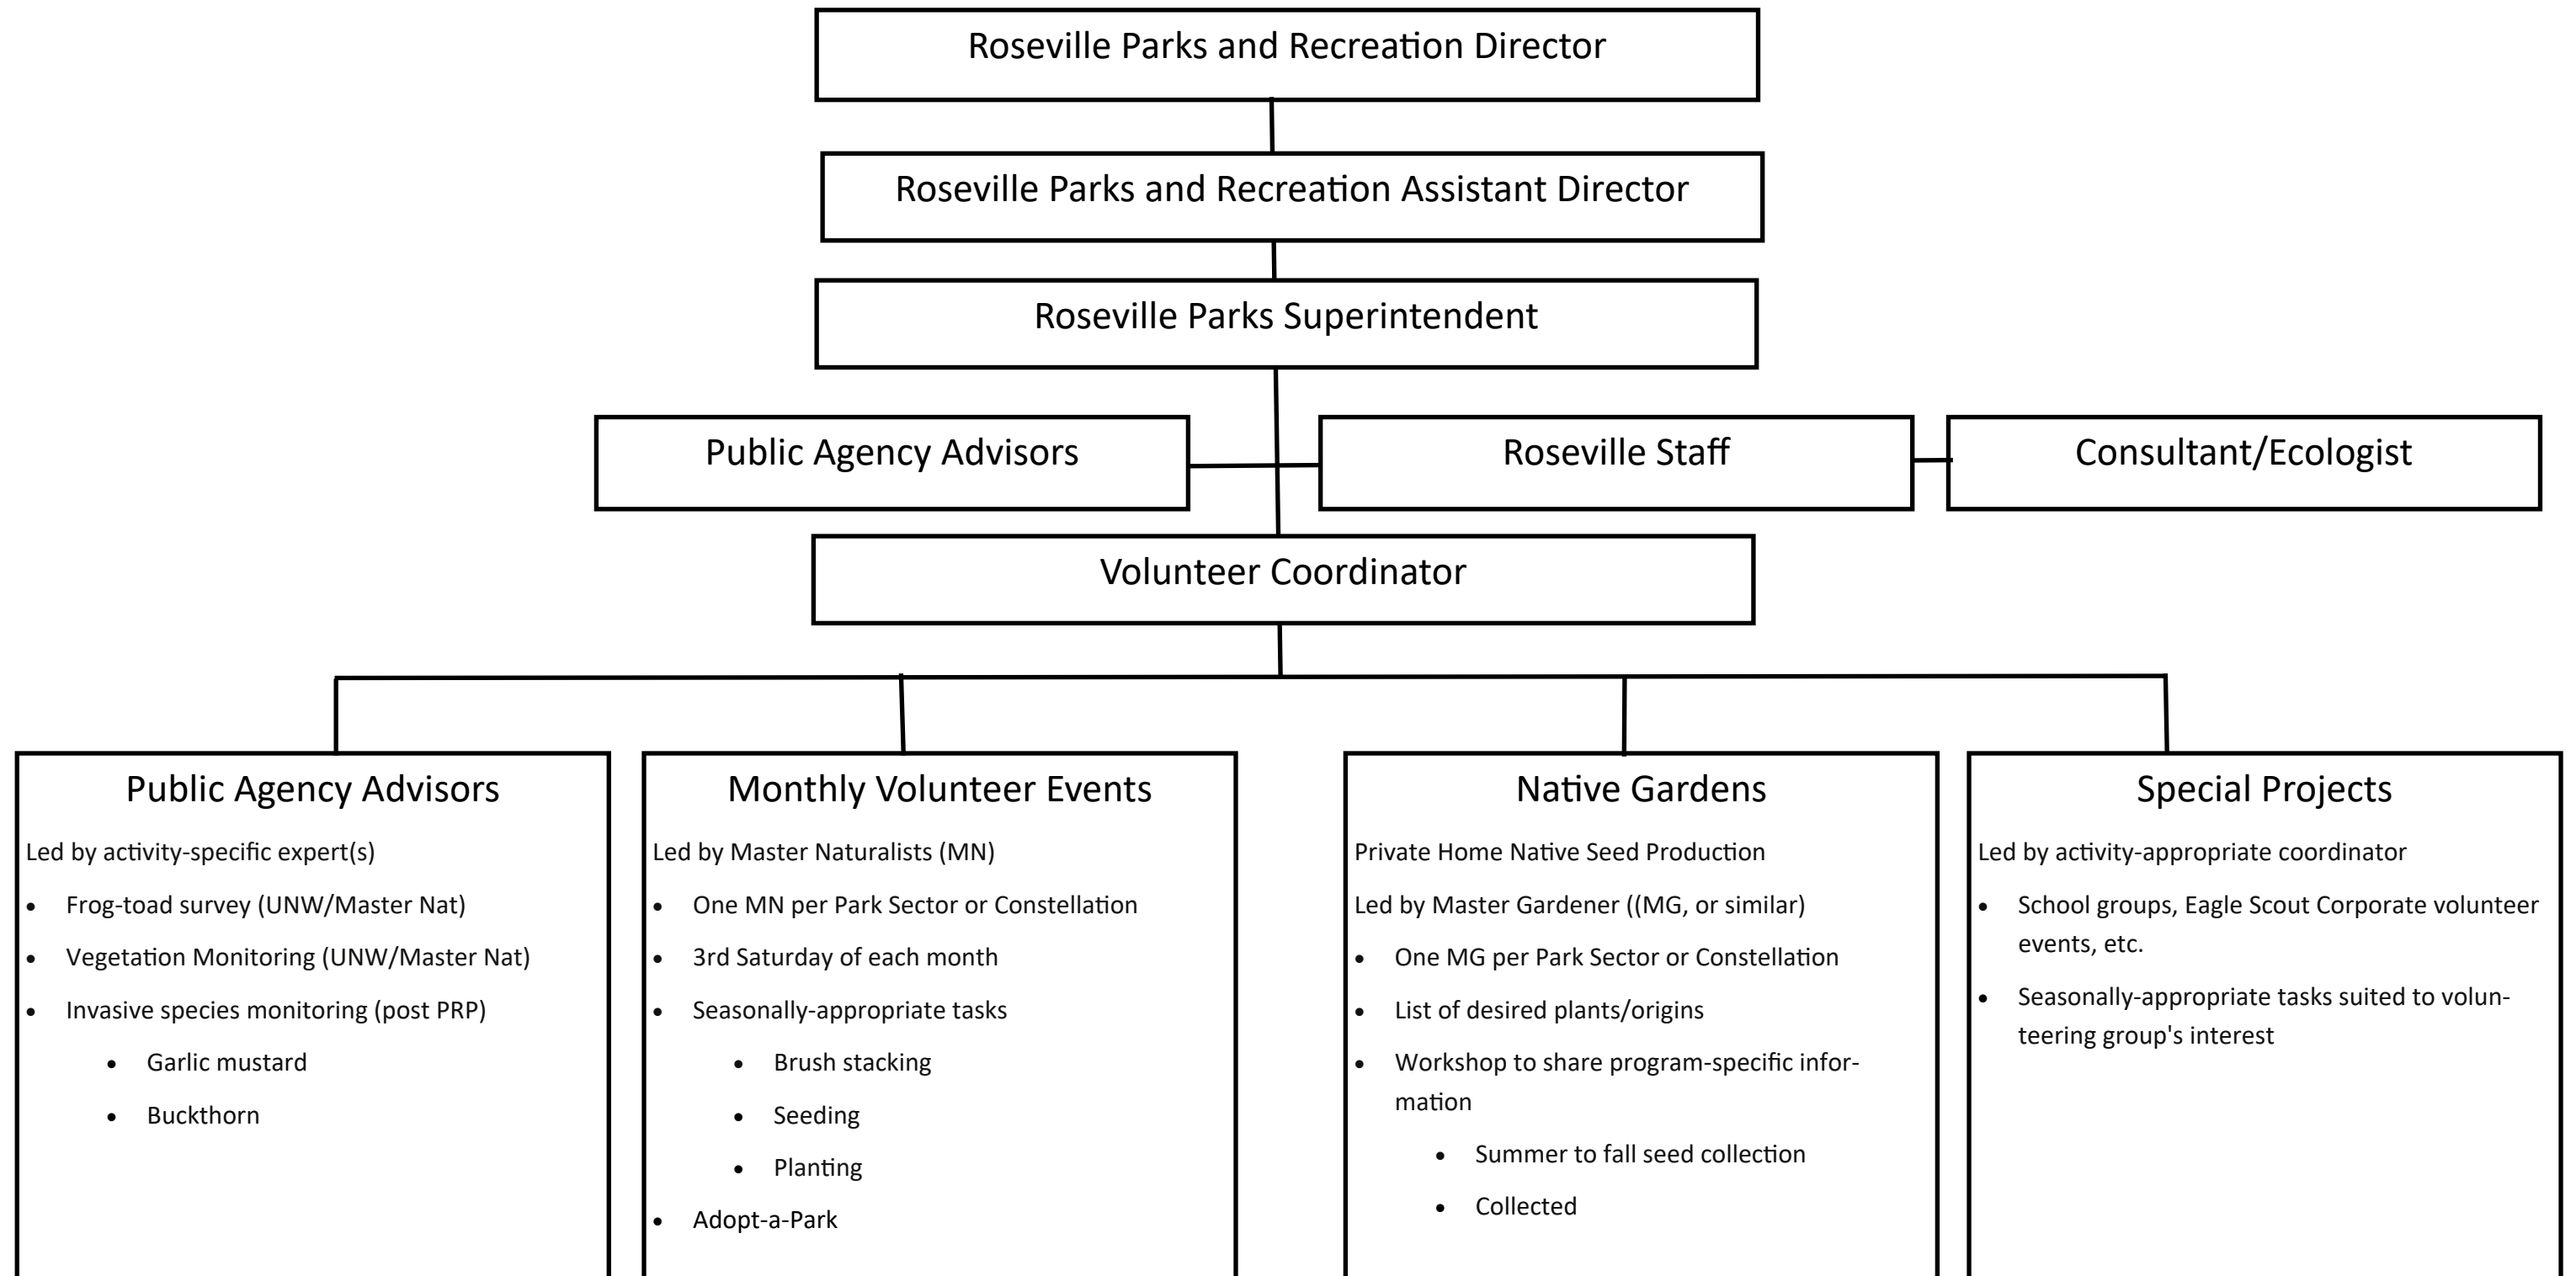 Roseville Parks and Recreation Director
Roseville Parks and Recreation Assistant Director
Roseville Parks Superintendent
Public Agency Advisors
Roseville Staff
Consultant/Ecologist
Volunteer Coordinator
Public Agency Advisors
Led by activity-specific expert(s)
• Frog-toad survey (UNW/Master Nat)
• Vegetation Monitoring (UNW/Master Nat)
• Invasive species monitoring (post PRP)
• Garlic mustard
• Buckthorn
Monthly Volunteer Events
Led by Master Naturalists (MN)
• One MN per Park Sector or Constellation
• 3rd Saturday of each month
• Seasonally-appropriate tasks
• Brush stacking
• Seeding
• Planting
• Adopt-a-Park
Native Gardens
Private Home Native Seed Production
Led by Master Gardener ((MG, or similar)
• One MG per Park Sector or Constellation
• List of desired plants/origins
• Workshop to share program-specific infor-
mation
• Summer to fall seed collection
• Collected
Special Projects
Led by activity-appropriate coordinator
• School groups, Eagle Scout Corporate volunteer
events, etc.
• Seasonally-appropriate tasks suited to volun-
teering group's interest